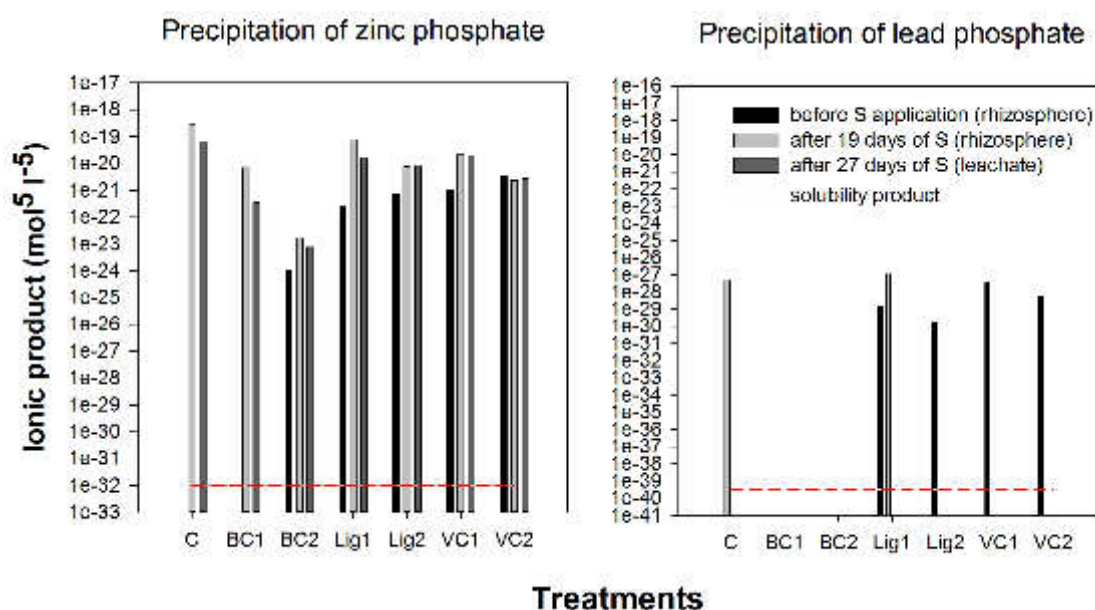 Precipitation of zinc phosphate
Precipitation of lead phosphate
Ionic product (mol5 l-5)
1e-17
1e-18
1e-19
1e-20
1e-21
1e-22
1e-23
1e-24
1e-25
1e-26
1e-27
1e-28
1e-29
1e-30
1e-31
1e-32
1e-33
C BC1 BC2 Lig1 Lig2 VC1 VC2
1e-16
1e-17
1e-18
1e-19
1e-20
1e-21
1e-22
1e-23
1e-24
1e-25
1e-26
1e-27
1e-28
1e-29
1e-30
1e-31
1e-32
1e-33
1e-34
1e-35
1e-36
1e-37
1e-38
1e-39
1e-40
1e-41
before S application (rhizosphere)
after 19 days of S (rhizosphere)
after 27 days of S (leachate)
solubility product
C BC1 BC2 Lig1 Lig2 VC1 VC2
Treatments